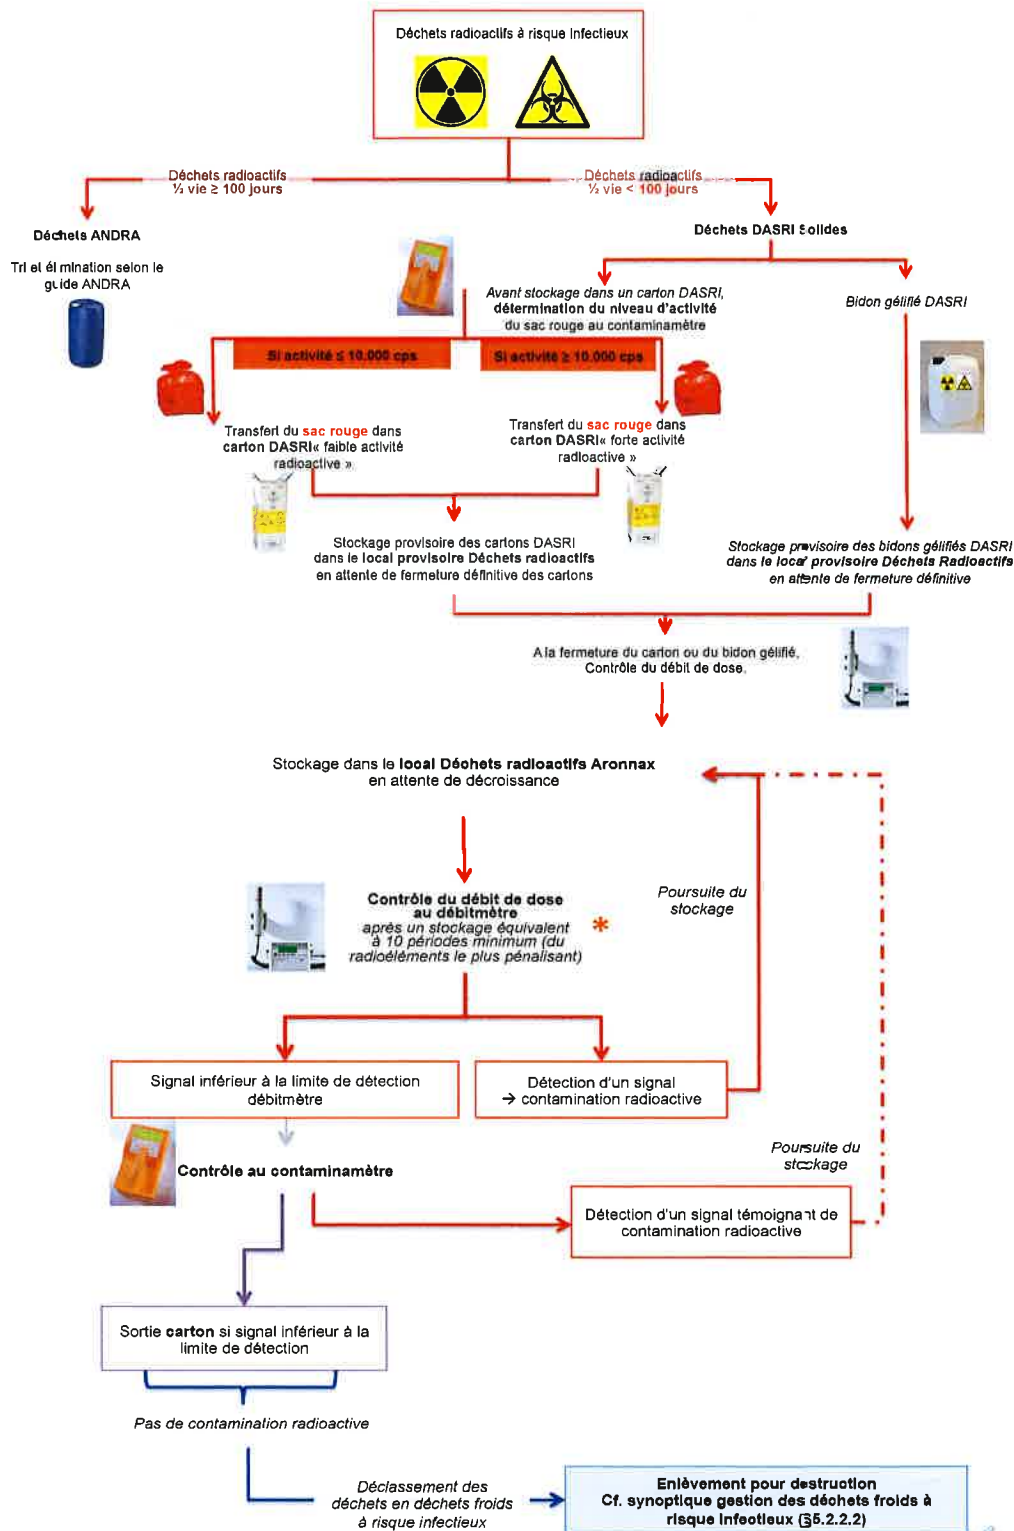 Déchets radioactifs à risque infectieux
Déchets radioactifs
½ vie ≥ 100 jours
Déchets radioactifs
½ vie < 100 jours
Déchets ANDRA
Tri et élimination selon le
guide ANDRA
Déchets DASRI Solides
Avant stockage dans un carton DASRI,
détermination du niveau d'activité
du sac rouge au contaminamètre
Bidon gélifié DASRI
Si activité ≤ 10.000 cps
Si activité ≥ 10.000 cps
Transfert du sac rouge dans
carton DASRI« faible activité
radioactive ».
Transfert du sac rouge dans
carton DASRI« forte activité
radioactive »
Stockage provisoire des cartons DASRI
dans le local provisoire Déchets radioactifs
en attente de fermeture définitive des cartons
Stockage provisoire des bidons gélifiés DASRI
dans le local provisoire Déchets Radioactifs
en attente de fermeture définitive
A la fermeture du carton ou du bidon gélifié,
Contrôle du débit de dose.
Stockage dans le local Déchets radioactifs Aronnax
en attente de décroissance
Contrôle du débit de dose
au débitmètre
après un stockage équivalent
à 10 périodes minimum (du
radioéléments le plus pénalisant)
*
Poursuite du
stockage
Signal inférieur à la limite de détection
débitmètre
Détection d'un signal
→ contamination radioactive
Contrôle au contaminamètre
Poursuite du
stockage
Détection d'un signal témoignant de
contamination radioactive
Sortie carton si signal inférieur à la
limite de détection
Pas de contamination radioactive
Déclassement des
déchets en déchets froids
à risque infectieux
Enlèvement pour destruction
Cf. synoptique gestion des déchets froids à
risque infectieux (§5.2.2.2)